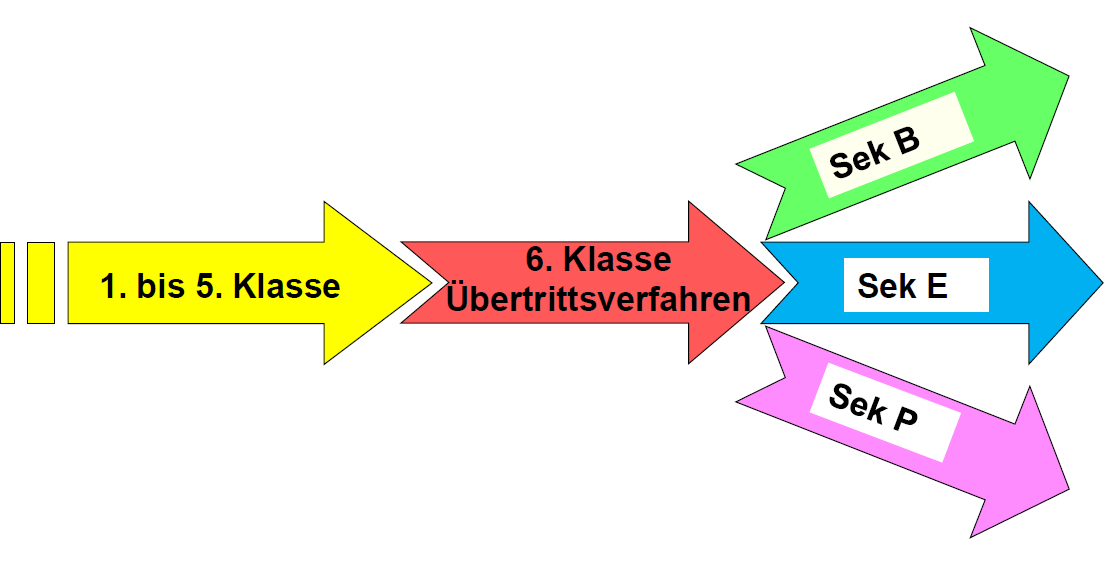 1. bis 5. Klasse
6. Klasse
Übertrittsverfahren
Sek B
Sek E
Sek P